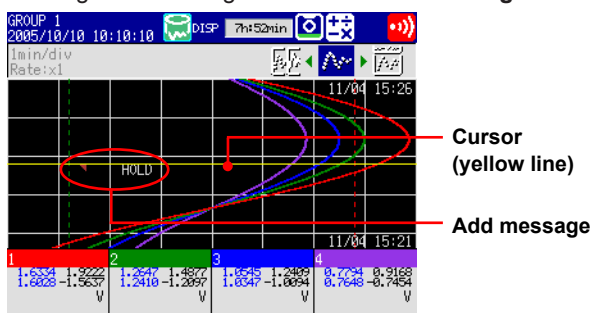 GROUP 1
2005/10/10 10:10:10 DISP 7h:52min
1min/div
Rate:x1
11/04 15:26
Cursor
(yellow line)
HOLD
Add message
11/04 15:21
1 2 3 4
1.6334 1.9222 1.2647 1.4877 1.0545 1.2409 0.7794 0.9168
1.6028 -1.5637 1.2410 -1.2097 1.0347 -1.0094 0.7648 -0.7454
V V V V